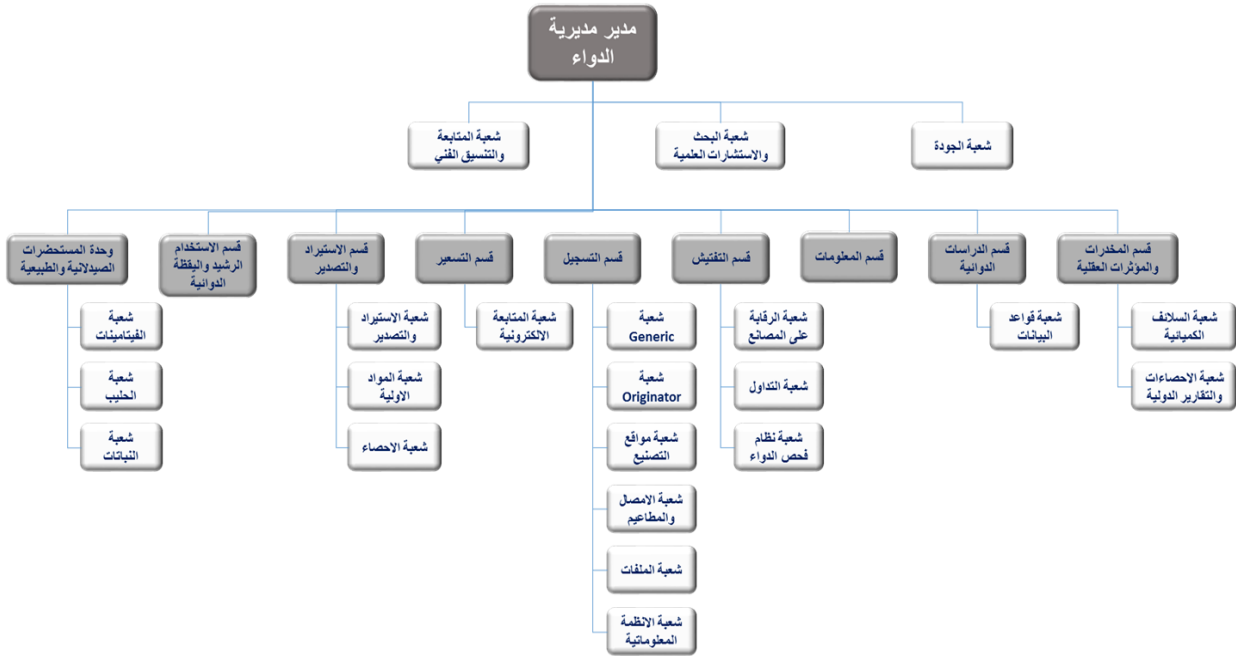 مدير مديرية
الدواء
شعبة الجودة
شعبة البحث
والاستشارات العلمية
شعبة المتابعة
والتنسيق الفني
قسم المخدرات
والمؤثرات العقلية
شعبة السلائف
الكميائية
شعبة الاحصاءات
والتقارير الدولية
قسم الدراسات
الدوائية
شعبة قواعد
البيانات
قسم المعلومات
قسم التفتيش
شعبة الرقابة
على المصانع
شعبة التداول
شعبة نظام
فحص الدواء
قسم التسجيل
شعبة
Generic
شعبة
Originator
شعبة مواقع
التصنيع
شعبة الامصال
والمطاعيم
شعبة الملفات
شعبة الانظمة
المعلوماتية
قسم التسعير
شعبة المتابعة
الالكترونية
قسم الاستيراد
والتصدير
شعبة الاستيراد
والتصدير
شعبة المواد
الاولية
شعبة الاحصاء
قسم الاستخدام
الرشيد واليقظة
الدوائية
وحدة المستحضرات
الصيدلانية والطبيعية
شعبة
الفيتامينات
شعبة
الحليب
شعبة
النباتات